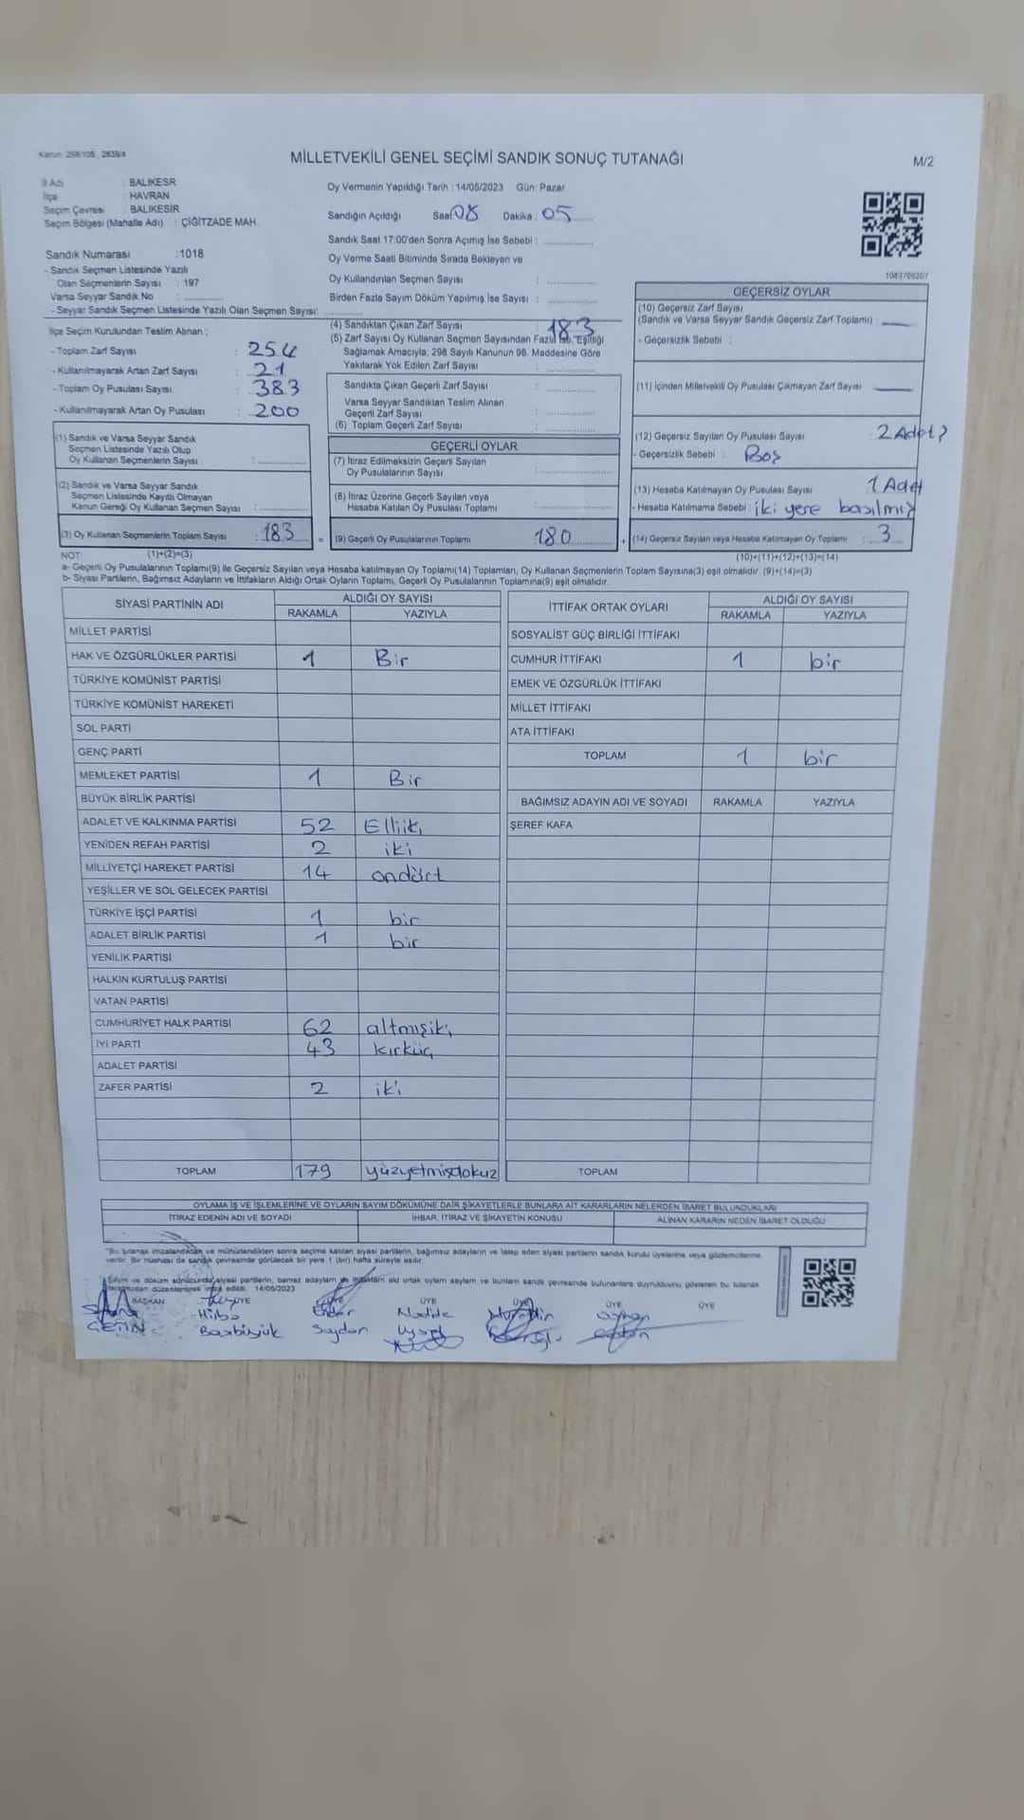 MİLLETVEKİLİ GENEL SEÇİMİ SANDIK SONUÇ TUTANAĞI
M/2
İl Adı : BALIKESR
İlçe : HAVRAN
Seçim Çevresi : BALIKESİR
Seçim Bölgesi (Mahalle Adı) : ÇİĞİTZADE MAH.
Sandık Numarası :1018
- Sandık Seçmen Listesinde Yazılı
Olan Seçmenlerin Sayısı : 197
Varsa Seyyar Sandık No :
- Seyyar Sandık Seçmen Listesinde Yazılı Olan Seçmen Sayısı:
İlçe Seçim Kurulundan Teslim Alınan ;
- Toplam Zarf Sayısı : 254
- Kullanılmayarak Artan Zarf Sayısı : 21
- Toplam Oy Pusulası Sayısı : 383
- Kullanılmayarak Artan Oy Pusulası : 200
Oy Vermenin Yapıldığı Tarih : 14/05/2023 Gün: Pazar
Sandığın Açıldığı Saat 08 Dakika : 05
Sandık Saat 17:00'den Sonra Açımış İse Sebebi :
Oy Verme Saati Bitiminde Sırada Bekleyen ve
Oy Kullandırılan Seçmen Sayısı :
Birden Fazla Sayım Döküm Yapılmış İse Sayısı :
(4) Sandıktan Çıkan Zarf Sayısı : 183
(5) Zarf Sayısı Oy Kullanan Seçmen Sayısından Fazla İse, Eşitliği
Sağlamak Amacıyla; 298 Sayılı Kanunun 98. Maddesine Göre
Yakılarak Yok Edilen Zarf Sayısı :
Sandıkta Çıkan Geçerli Zarf Sayısı :
Varsa Seyyar Sandıktan Teslim Alınan
Geçerli Zarf Sayısı :
(6) Toplam Geçerli Zarf Sayısı :
GEÇERLİ OYLAR
(7) İtiraz Edilmeksizin Geçerli Sayılan
Oy Pusulalarının Sayısı :
(8) İtiraz Üzerine Geçerli Sayılan veya
Hesaba Katılan Oy Pusulası Toplamı :
(9) Geçerli Oy Pusulalarının Toplamı : 180
1083706207
GEÇERSİZ OYLAR
(10) Geçersiz Zarf Sayısı
(Sandık ve Varsa Seyyar Sandık Geçersiz Zarf Toplamı) :
- Geçersizlik Sebebi :
(11) İçinden Milletvekili Oy Pusulası Çıkmayan Zarf Sayısı :
(12) Geçersiz Sayılan Oy Pusulası Sayısı : 2 Adet
- Geçersizlik Sebebi : Boş
(13) Hesaba Katılmayan Oy Pusulası Sayısı : 1 Adet
- Hesaba Katılmama Sebebi : iki yere basılmış
(14) Geçersiz Sayılan veya Hesaba Katılmayan Oy Toplamı : 3
(10)+(11)+(12)+(13)=(14)
(1) Sandık ve Varsa Seyyar Sandık
Seçmen Listesinde Yazılı Olup
Oy Kullanan Seçmenlerin Sayısı :
(2) Sandık ve Varsa Seyyar Sandık
Seçmen Listesinde Kayıtlı Olmayan
Kanun Gereği Oy Kullanan Seçmen Sayısı :
(3) Oy Kullanan Seçmenlerin Toplam Sayısı : 183
NOT: (1)+(2)=(3)
a- Geçerli Oy Pusulalarının Toplamı(9) ile Geçersiz Sayılan veya Hesaba Katılmayan Oy Toplamı(14) Toplamları, Oy Kullanan Seçmenlerin Toplam Sayısına(3) eşit olmalıdır. (9)+(14)=(3)
b- Siyasi Partilerin, Bağımsız Adayların ve İttifakların Aldığı Ortak Oyların Toplamı, Geçerli Oy Pusulalarının Toplamına(9) eşit olmalıdır.
SİYASİ PARTİNİN ADI ALDIĞI OY SAYISI
RAKAMLA YAZIYLA
MİLLET PARTİSİ
HAK VE ÖZGÜRLÜKLER PARTİSİ 1 Bir
TÜRKİYE KOMÜNİST PARTİSİ
TÜRKİYE KOMÜNİST HAREKETİ
SOL PARTİ
GENÇ PARTİ
MEMLEKET PARTİSİ 1 Bir
BÜYÜK BİRLİK PARTİSİ
ADALET VE KALKINMA PARTİSİ 52 Elliiki
YENİDEN REFAH PARTİSİ 2 iki
MİLLİYETÇİ HAREKET PARTİSİ 14 ondört
YEŞİLLER VE SOL GELECEK PARTİSİ
TÜRKİYE İŞÇİ PARTİSİ 1 bir
ADALET BİRLİK PARTİSİ 1 bir
YENİLİK PARTİSİ
HALKIN KURTULUŞ PARTİSİ
VATAN PARTİSİ
CUMHURİYET HALK PARTİSİ 62 altmışiki
İYİ PARTİ 43 kırküç
ADALET PARTİSİ
ZAFER PARTİSİ 2 iki
TOPLAM 179 yüzyetmişdokuz
İTTİFAK ORTAK OYLARI ALDIĞI OY SAYISI
RAKAMLA YAZIYLA
SOSYALİST GÜÇ BİRLİĞİ İTTİFAKI
CUMHUR İTTİFAKI 1 bir
EMEK VE ÖZGÜRLÜK İTTİFAKI
MİLLET İTTİFAKI
ATA İTTİFAKI
TOPLAM 1 bir
BAĞIMSIZ ADAYIN ADI VE SOYADI RAKAMLA YAZIYLA
ŞEREF KAFA
TOPLAM
OYLAMA İŞ VE İŞLEMLERİNE VE OYLARIN SAYIM DÖKÜMÜNE DAİR ŞİKAYETLERLE BUNLARA AİT KARARLARIN NELERDEN İBARET BULUNDUKLARI
İTİRAZ EDENİN ADI VE SOYADI İHBAR, İTİRAZ VE ŞİKAYETİN KONUSU ALINAN KARARIN NEDEN İBARET OLDUĞU
14/05/2023
BAŞKAN ÜYE ÜYE ÜYE ÜYE ÜYE ÜYE
ÇETİN Başbüyük